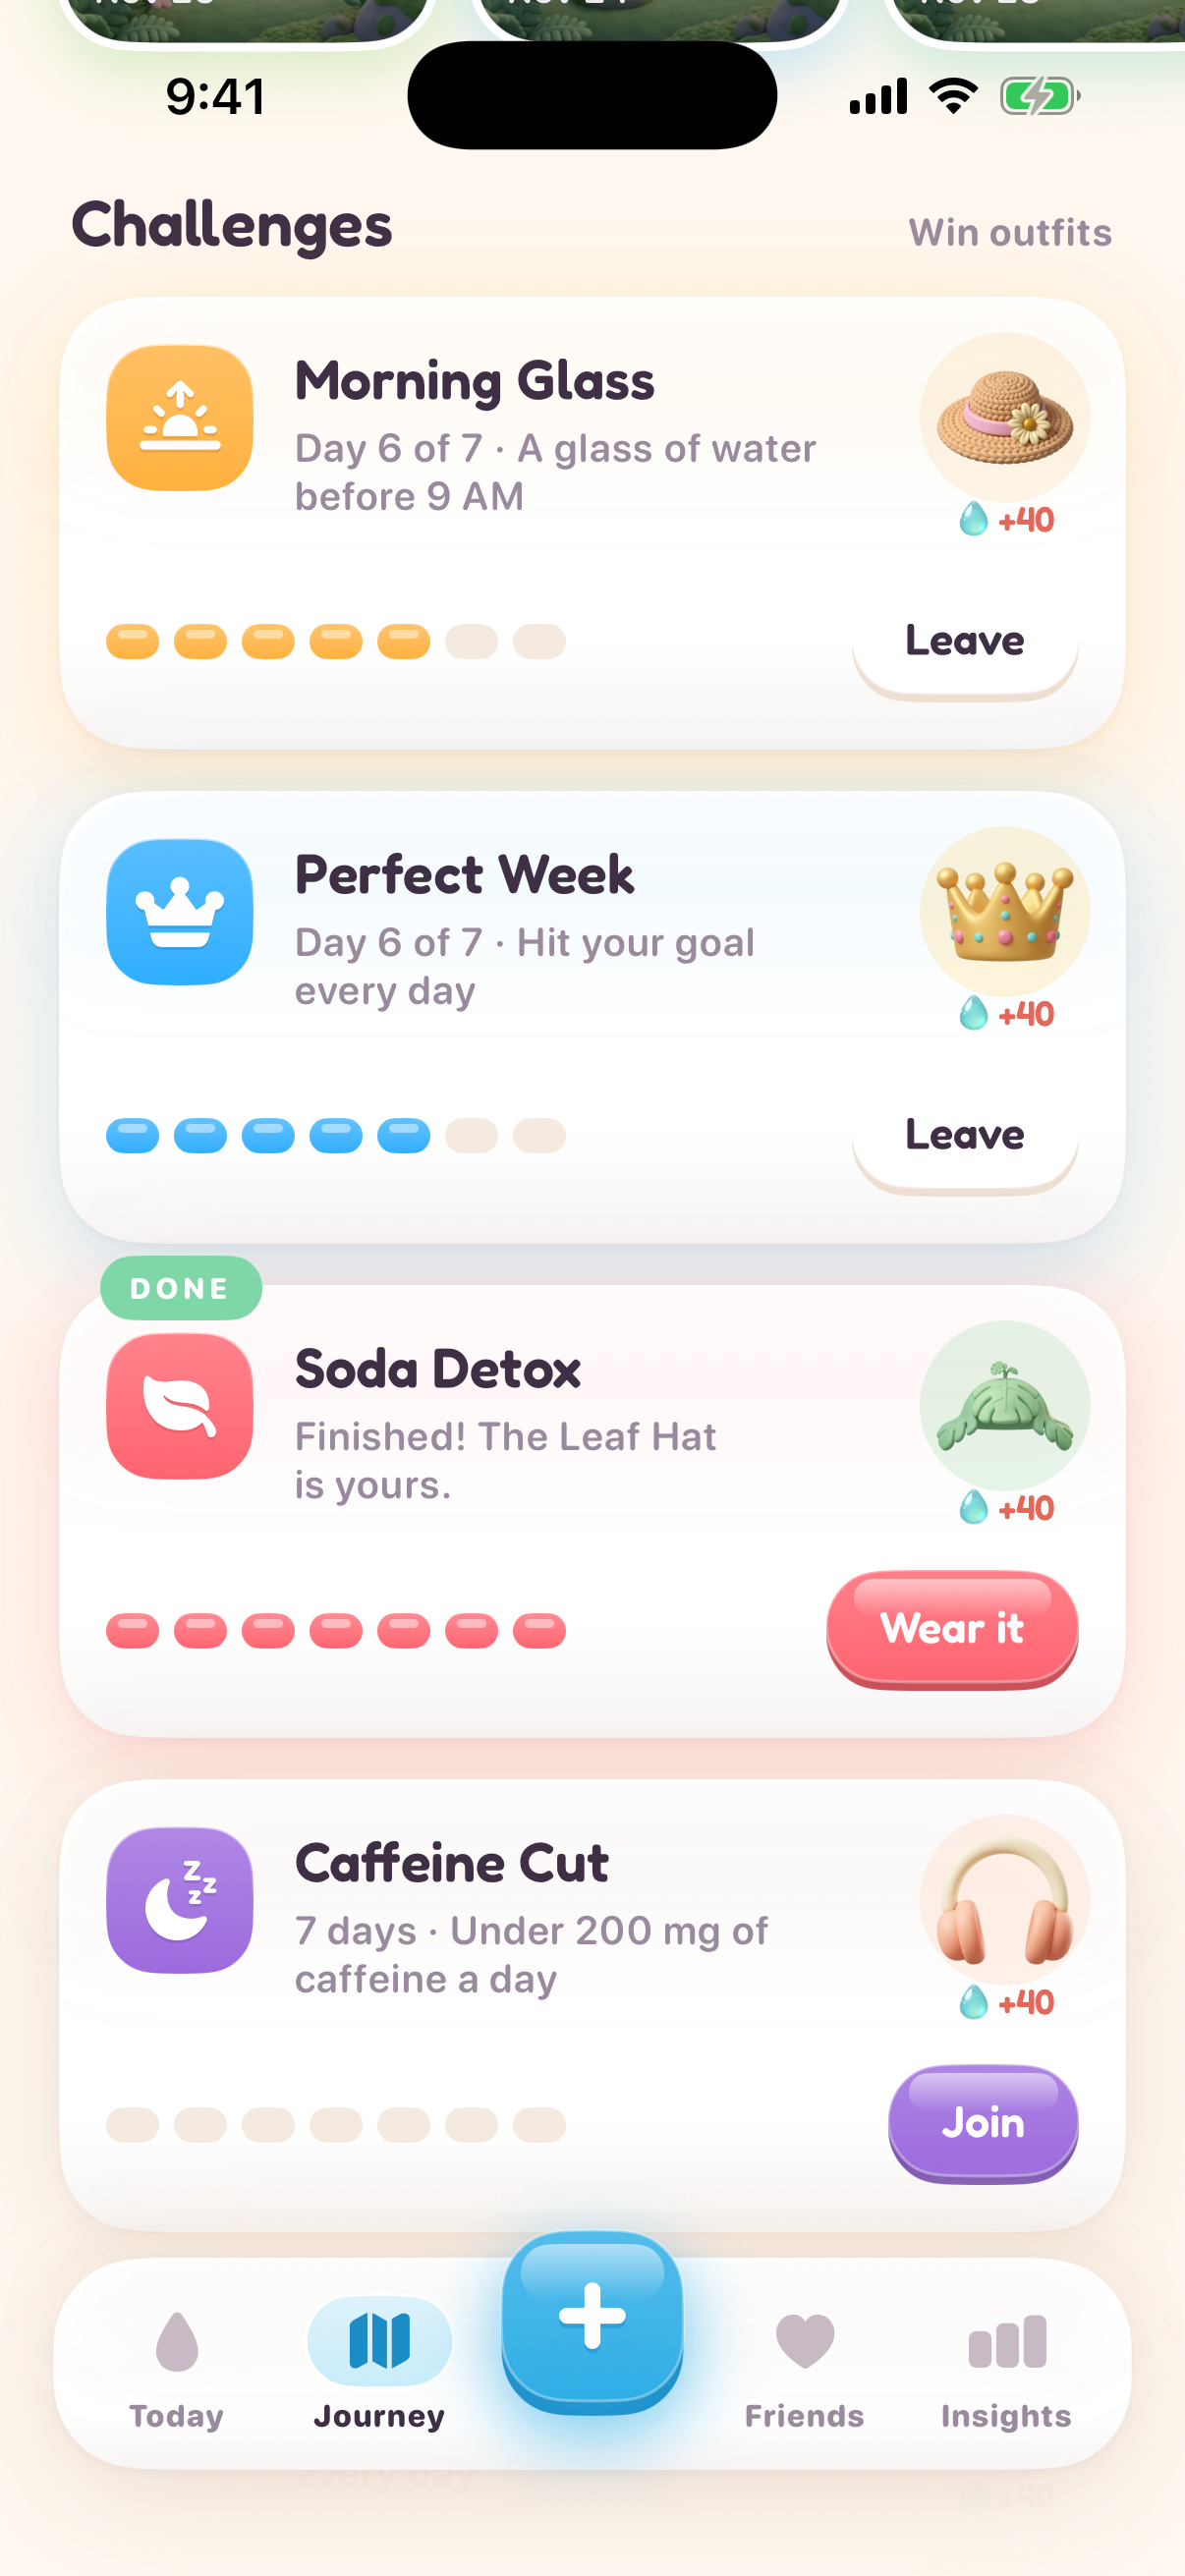 9:41
Challenges
Win outfits
Morning Glass
Day 6 of 7 · A glass of water
before 9 AM
+40
Leave
Perfect Week
Day 6 of 7 · Hit your goal
every day
+40
Leave
DONE
Soda Detox
Finished! The Leaf Hat
is yours.
+40
Wear it
Caffeine Cut
7 days · Under 200 mg of
caffeine a day
+40
Join
Today
Journey
Friends
Insights
every day
+40